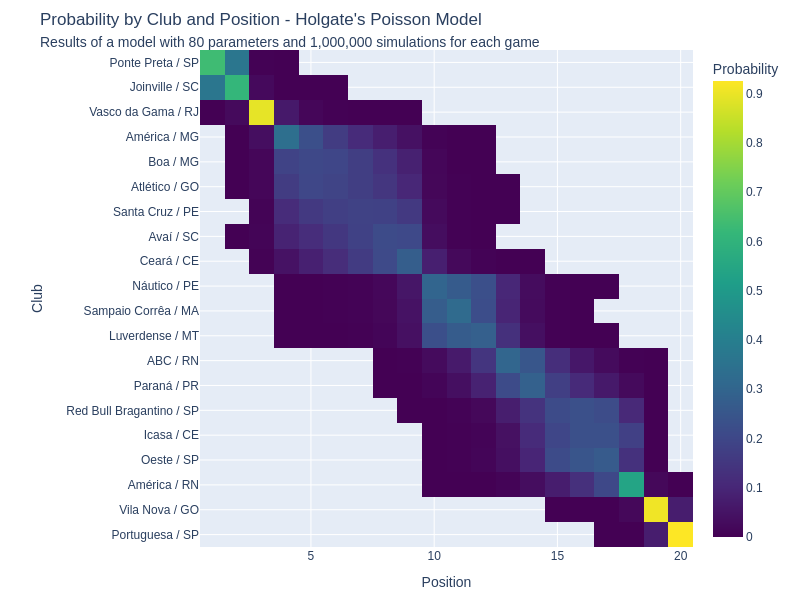 Probability by Club and Position - Holgate's Poisson Model
Results of a model with 80 parameters and 1,000,000 simulations for each game
Probability
Club
Ponte Preta / SP
Joinville / SC
Vasco da Gama / RJ
América / MG
Boa / MG
Atlético / GO
Santa Cruz / PE
Avaí / SC
Ceará / CE
Náutico / PE
Sampaio Corrêa / MA
Luverdense / MT
ABC / RN
Paraná / PR
Red Bull Bragantino / SP
Icasa / CE
Oeste / SP
América / RN
Vila Nova / GO
Portuguesa / SP
0.9
0.8
0.7
0.6
0.5
0.4
0.3
0.2
0.1
0
5 10 15 20
Position